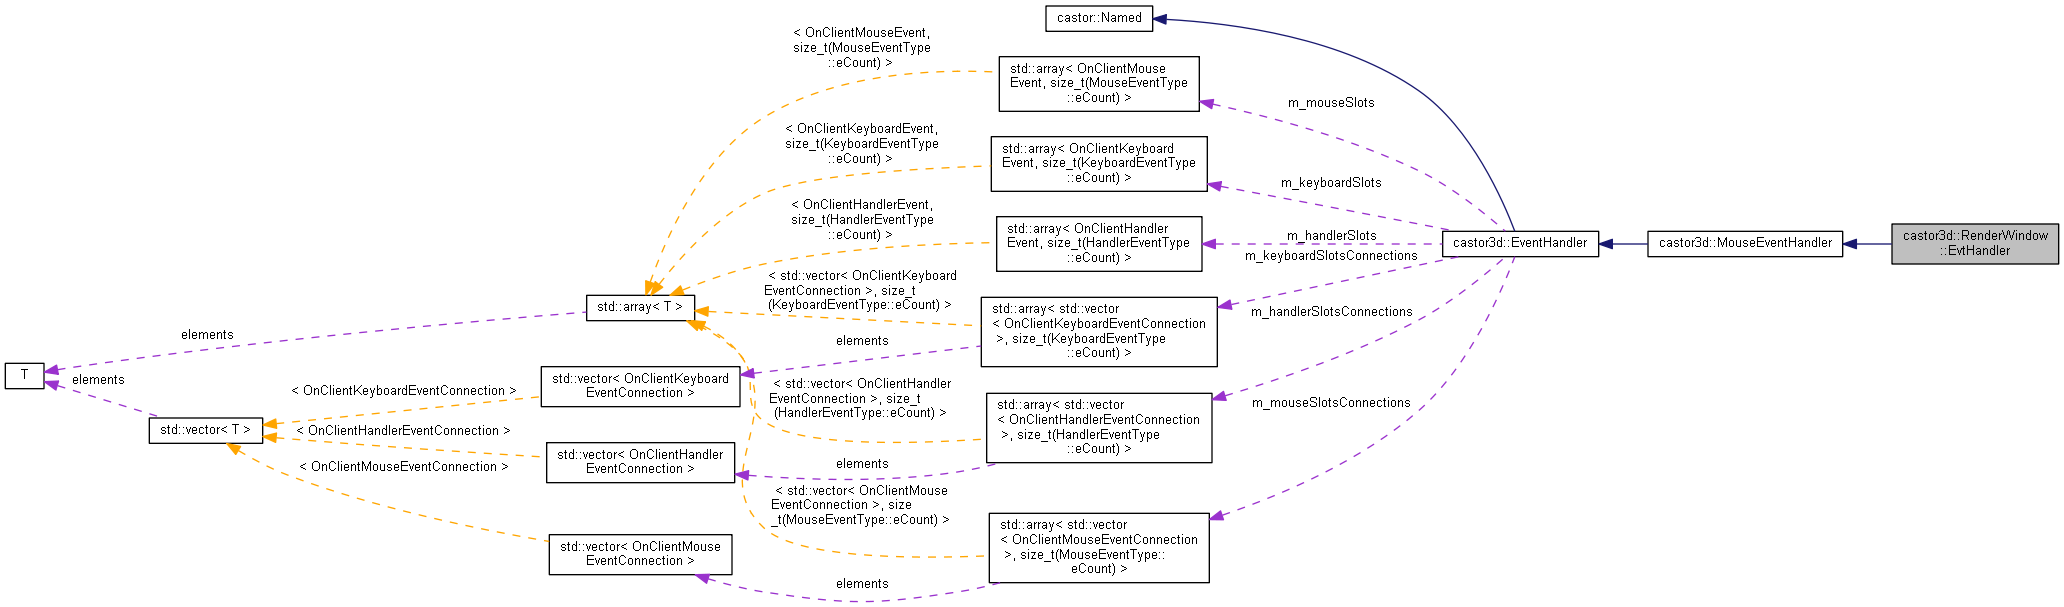 castor::Named
< OnClientMouseEvent,
size_t(MouseEventType
::eCount) >
std::array< OnClientMouse
Event, size_t(MouseEventType
::eCount) >
m_mouseSlots
< OnClientKeyboardEvent,
size_t(KeyboardEventType
::eCount) >
std::array< OnClientKeyboard
Event, size_t(KeyboardEventType
::eCount) >
m_keyboardSlots
< OnClientHandlerEvent,
size_t(HandlerEventType
::eCount) >
std::array< OnClientHandler
Event, size_t(HandlerEventType
::eCount) >
m_handlerSlots
m_keyboardSlotsConnections
castor3d::EventHandler
castor3d::MouseEventHandler
castor3d::RenderWindow
::EvtHandler
< std::vector< OnClientKeyboard
EventConnection >, size_t
(KeyboardEventType::eCount) >
std::array< T >
std::array< std::vector
< OnClientKeyboardEventConnection
>, size_t(KeyboardEventType
::eCount) >
m_handlerSlotsConnections
elements
elements
T
elements
< OnClientKeyboardEventConnection >
std::vector< OnClientKeyboard
EventConnection >
< std::vector< OnClientHandler
EventConnection >, size_t
(HandlerEventType::eCount) >
std::array< std::vector
< OnClientHandlerEventConnection
>, size_t(HandlerEventType
::eCount) >
m_mouseSlotsConnections
std::vector< T >
< OnClientHandlerEventConnection >
std::vector< OnClientHandler
EventConnection >
elements
< OnClientMouseEventConnection >
< std::vector< OnClientMouse
EventConnection >, size
_t(MouseEventType::eCount) >
std::array< std::vector
< OnClientMouseEventConnection
>, size_t(MouseEventType::
eCount) >
std::vector< OnClientMouse
EventConnection >
elements